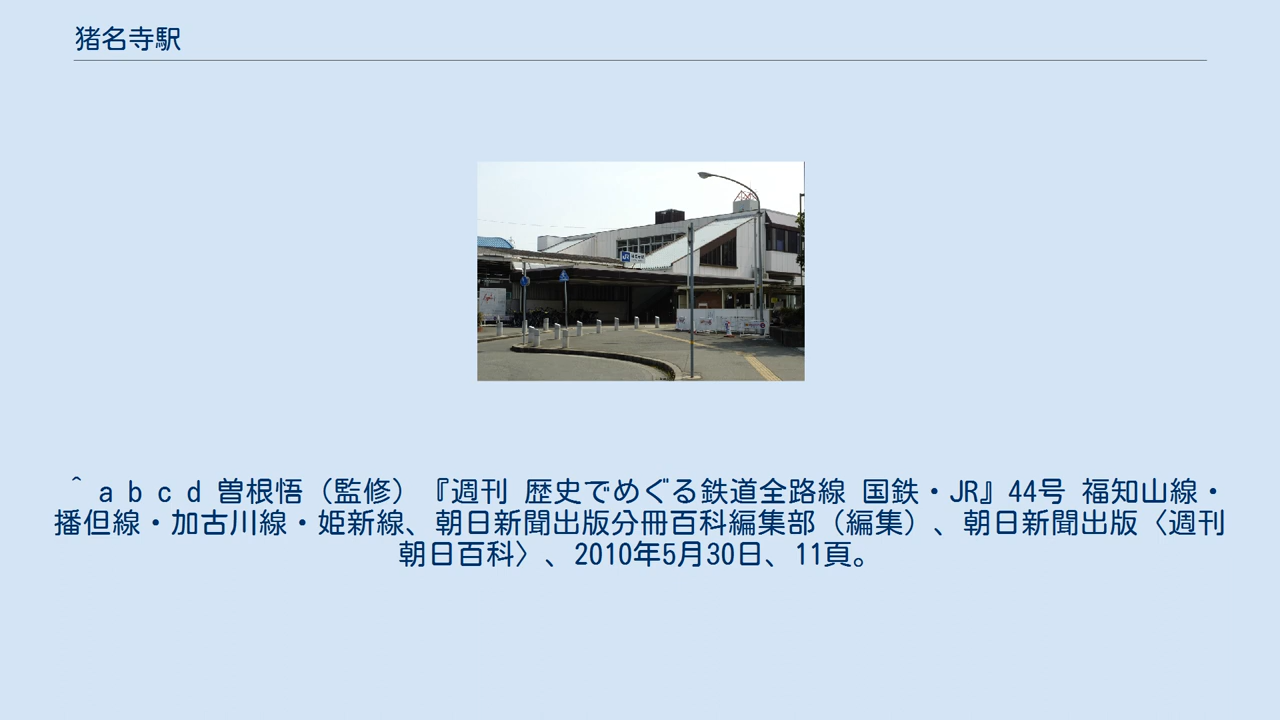 猪名寺駅
^ a b c d 曽根悟（監修）『週刊 歴史でめぐる鉄道全路線 国鉄・JR』44号 福知山線・
播但線・加古川線・姫新線、朝日新聞出版分冊百科編集部（編集）、朝日新聞出版〈週刊
朝日百科〉、2010年5月30日、11頁。